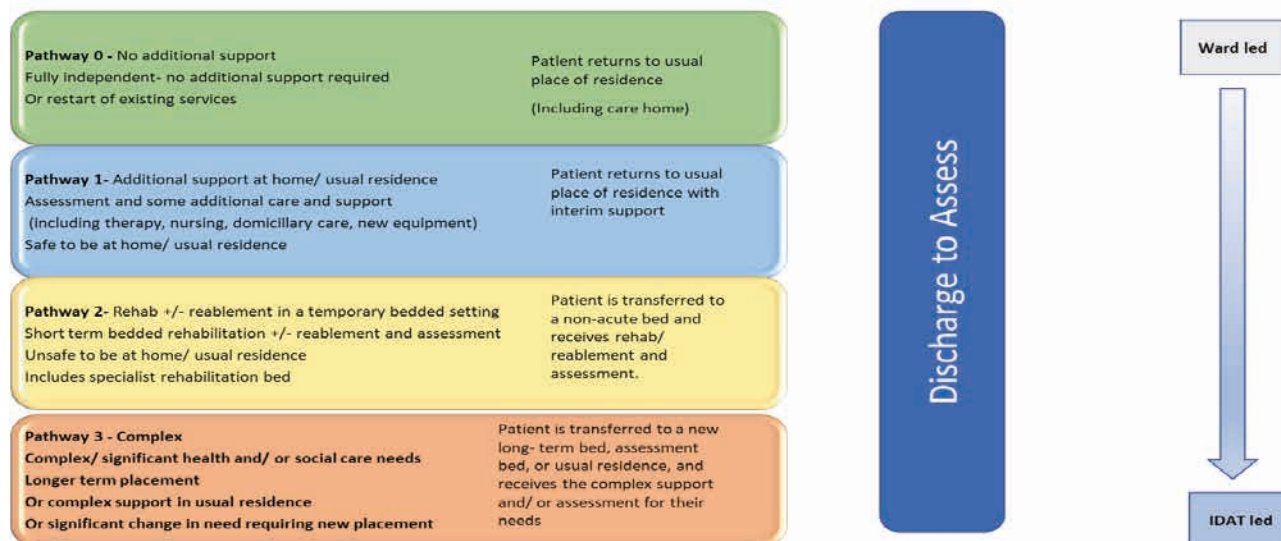 Pathway 0 - No additional support
Fully independent- no additional support required
Or restart of existing services
Patient returns to usual
place of residence
(Including care home)
Pathway 1- Additional support at home/ usual residence
Assessment and some additional care and support
(including therapy, nursing, domicillary care, new equipment)
Safe to be at home/ usual residence
Patient returns to usual
place of residence with
interim support
Pathway 2- Rehab +/- reablement in a temporary bedded setting
Short term bedded rehabilitation +/- reablement and assessment
Unsafe to be at home/ usual residence
Includes specialist rehabilitation bed
Patient is transferred to
a non-acute bed and
receives rehab/
reablement and
assessment.
Pathway 3 - Complex
Complex/ significant health and/ or social care needs
Longer term placement
Or complex support in usual residence
Or significant change in need requiring new placement
Patient is transferred to a new
long- term bed, assessment
bed, or usual residence, and
receives the complex support
and/ or assessment for their
needs
Discharge to Assess
Ward led
IDAT led